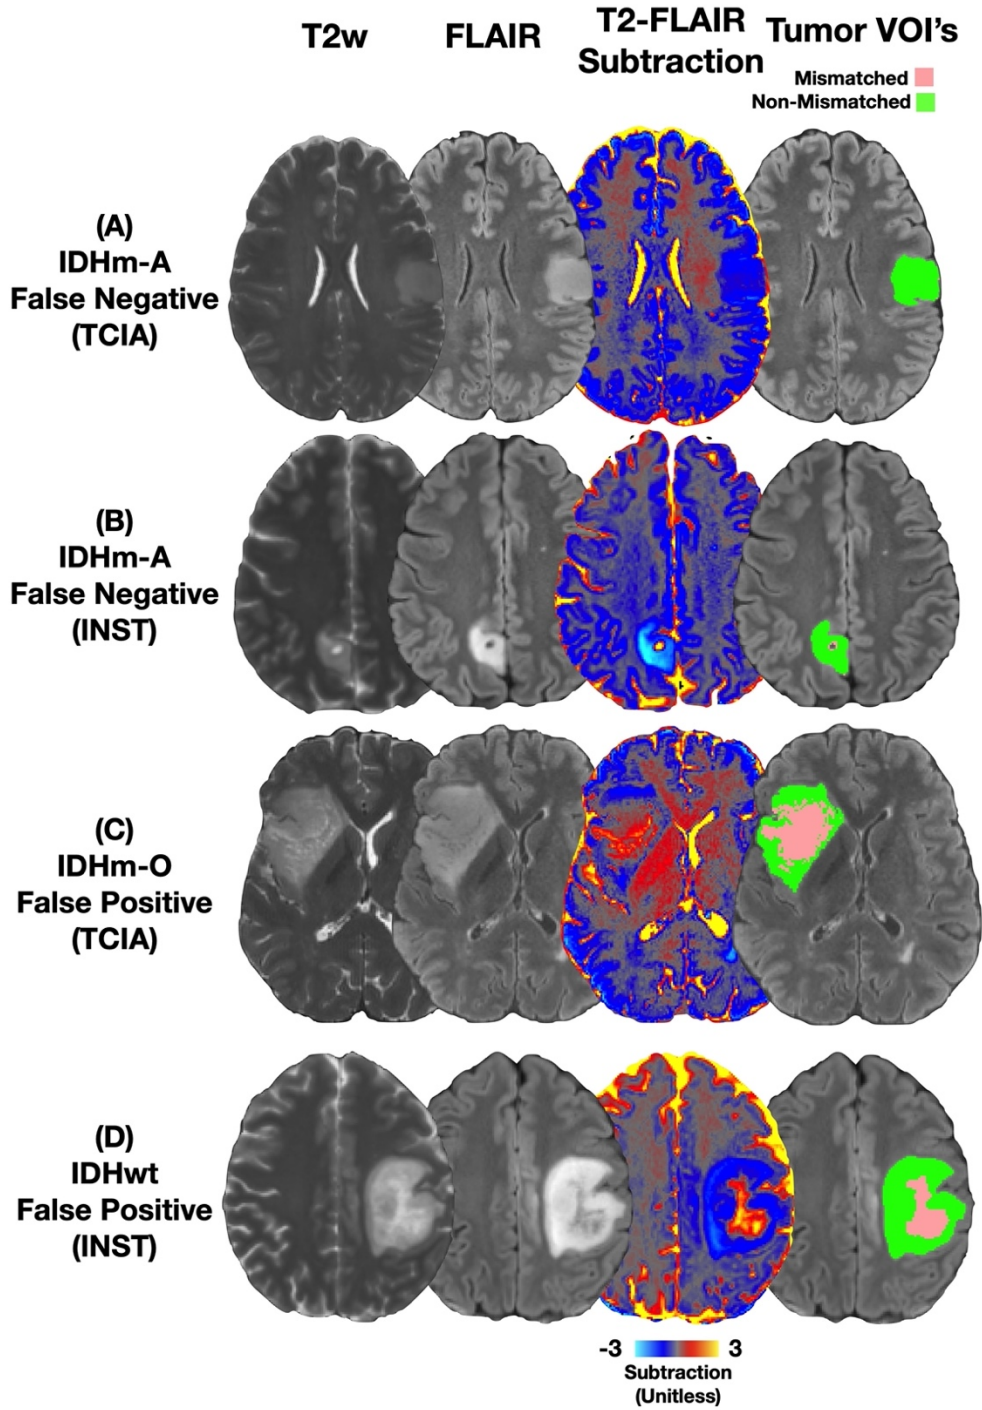 T2w
FLAIR
T2-FLAIR
Subtraction
Tumor VOI's
Mismatched
Non-Mismatched
(A)
IDHm-A
False Negative
(TCIA)
(B)
IDHm-A
False Negative
(INST)
(C)
IDHm-O
False Positive
(TCIA)
(D)
IDHwt
False Positive
(INST)
-3 3
Subtraction
(Unitless)